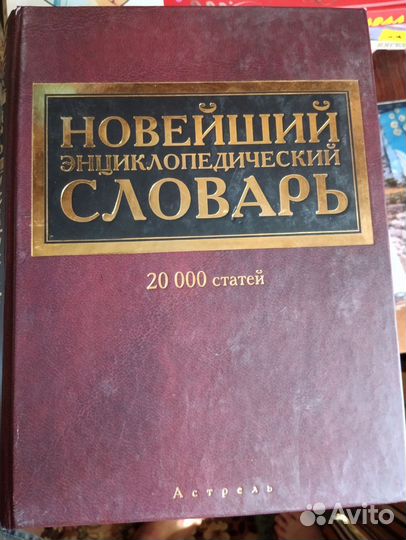 НОВЕЙШИЙ
ЭНЦИКЛОПЕДИЧЕСКИЙ
СЛОВАРЬ
20 000 статей
Астрель
Avito